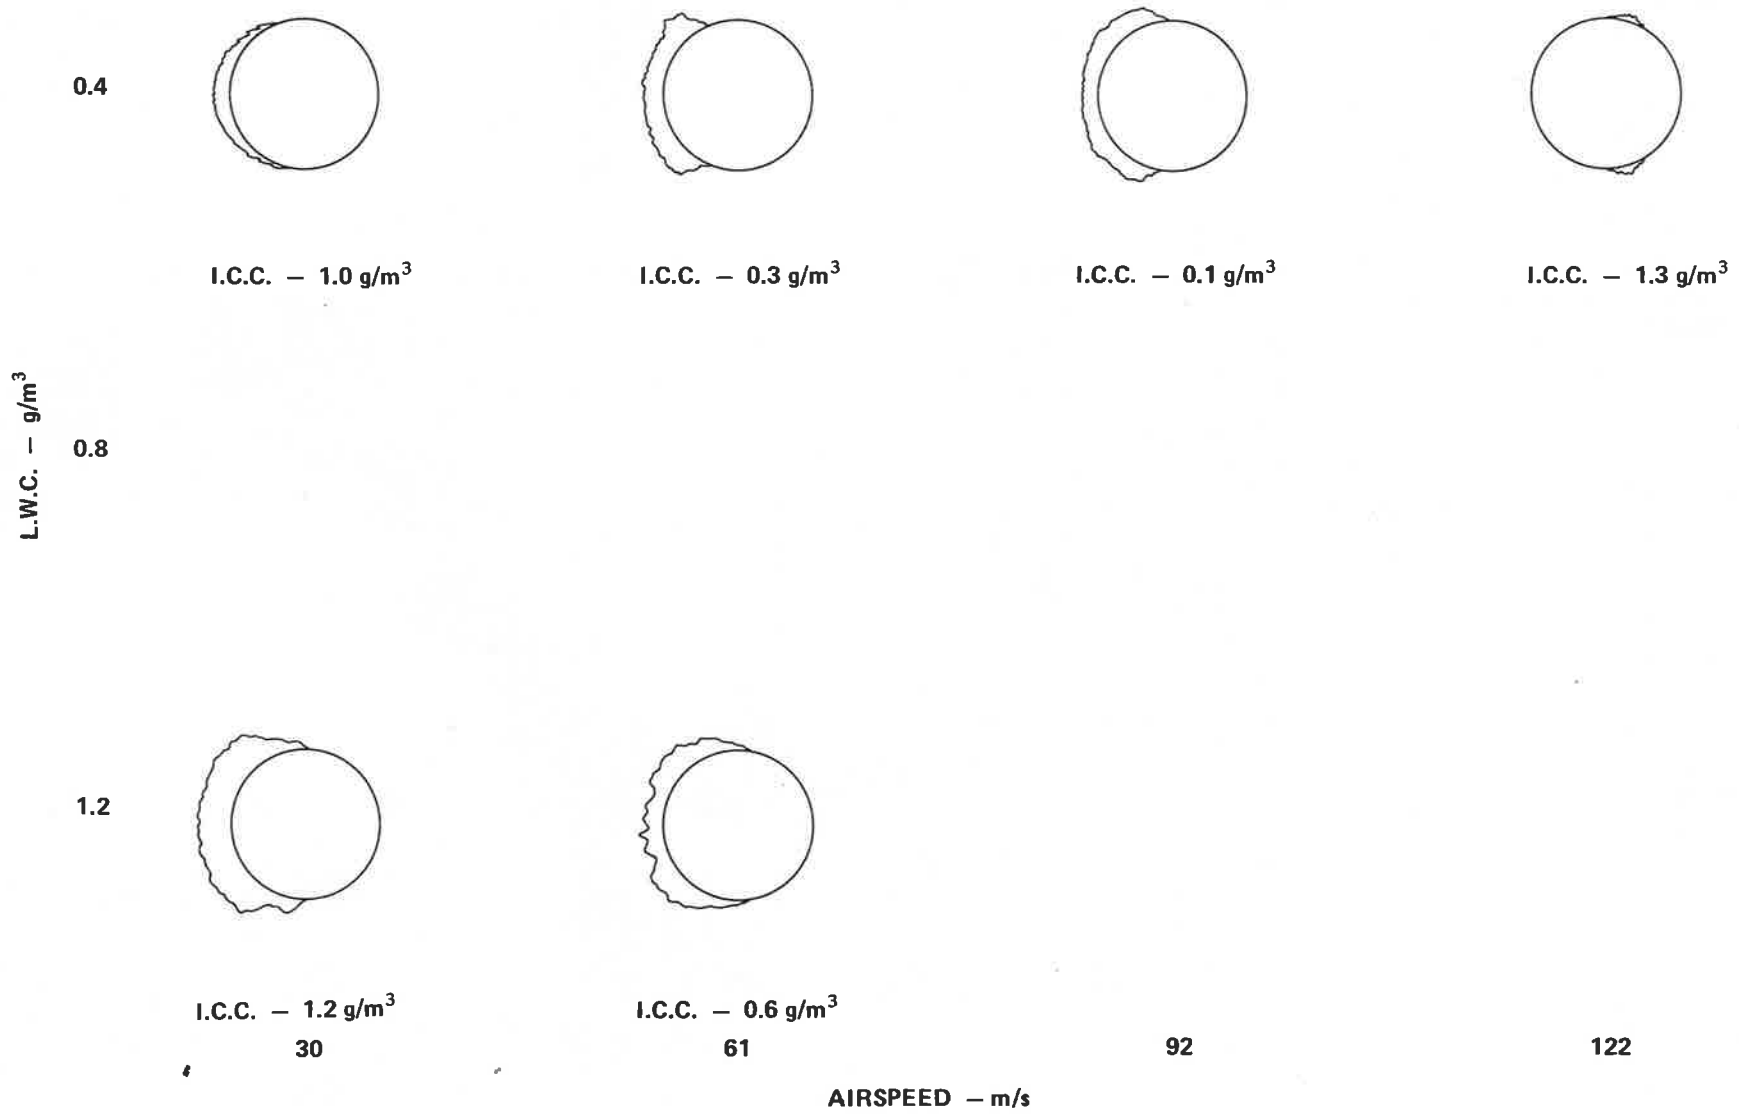 0.4
I.C.C. — 1.0 g/m³
I.C.C. — 0.3 g/m³
I.C.C. — 0.1 g/m³
I.C.C. — 1.3 g/m³
L.W.C. — g/m³
0.8
1.2
I.C.C. — 1.2 g/m³
I.C.C. — 0.6 g/m³
30
61
92
122
AIRSPEED — m/s